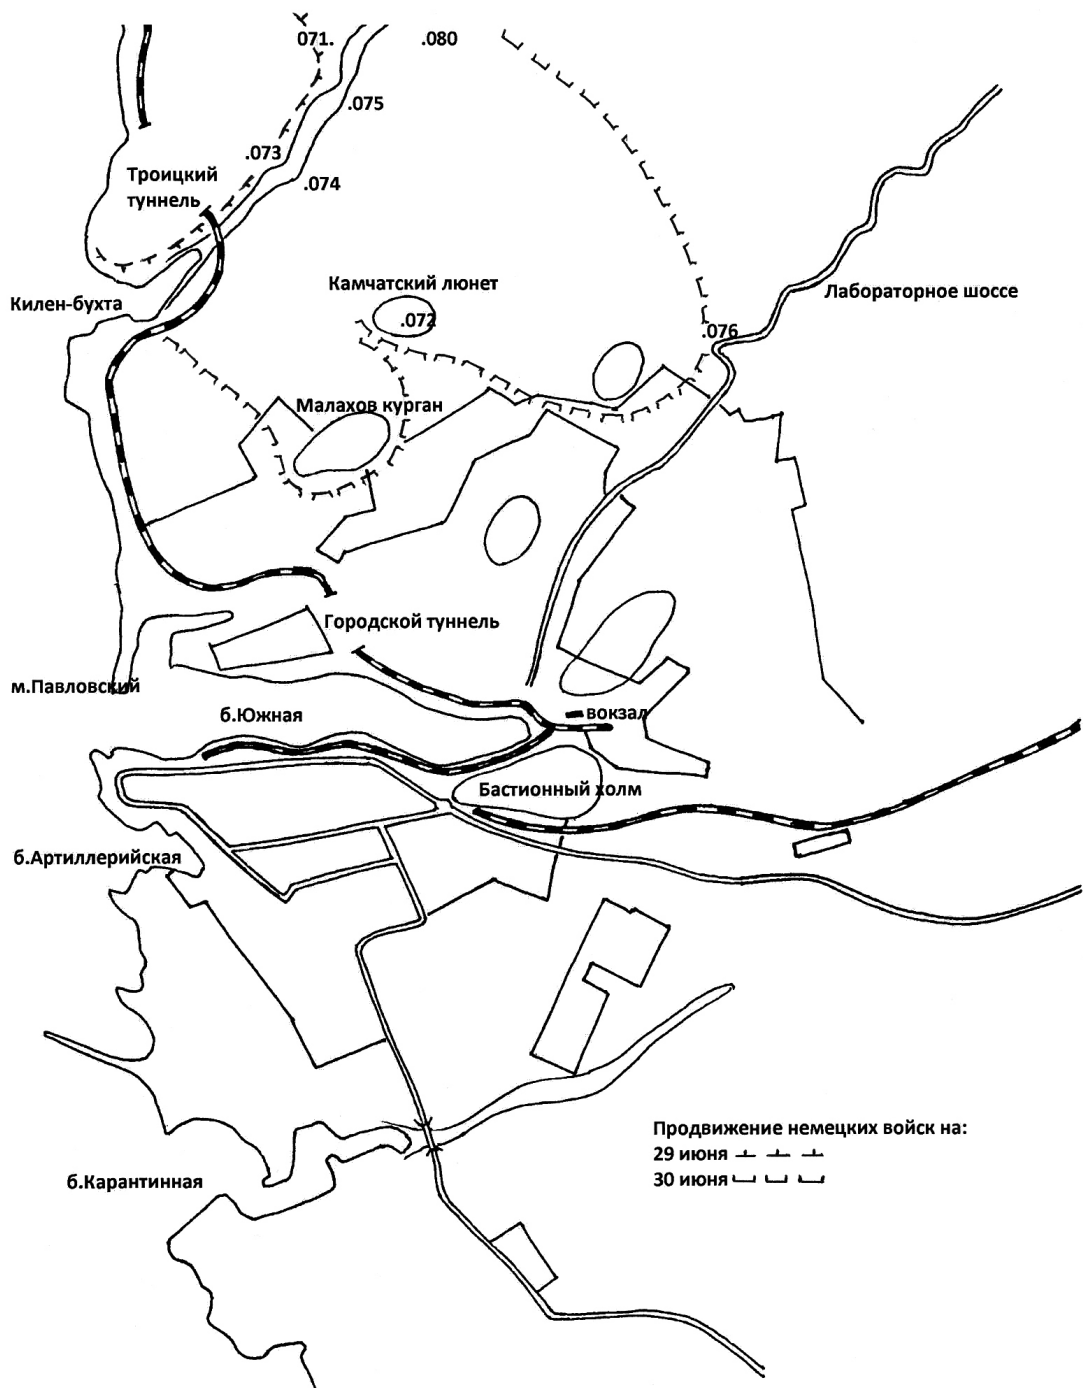 071.
.080
.075
.073
Троицкий
туннель
.074
Камчатский люнет
Килен-бухта
Лабораторное шоссе
.072
.076
Малахов курган
Городской туннель
м.Павловский
б.Южная
вокзал
Бастионный холм
б.Артиллерийская
Продвижение немецких войск на:
29 июня
30 июня
б.Карантинная